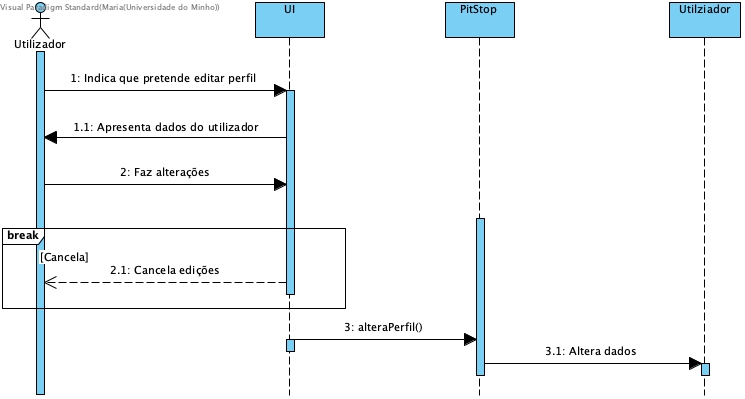 Visual Paradigm Standard(Maria(Universidade do Minho))
UI
PitStop
Utilziador
Utilizador
1: Indica que pretende editar perfil
1.1: Apresenta dados do utilizador
2: Faz alterações
break
[Cancela]
2.1: Cancela edições
3: alteraPerfil()
3.1: Altera dados